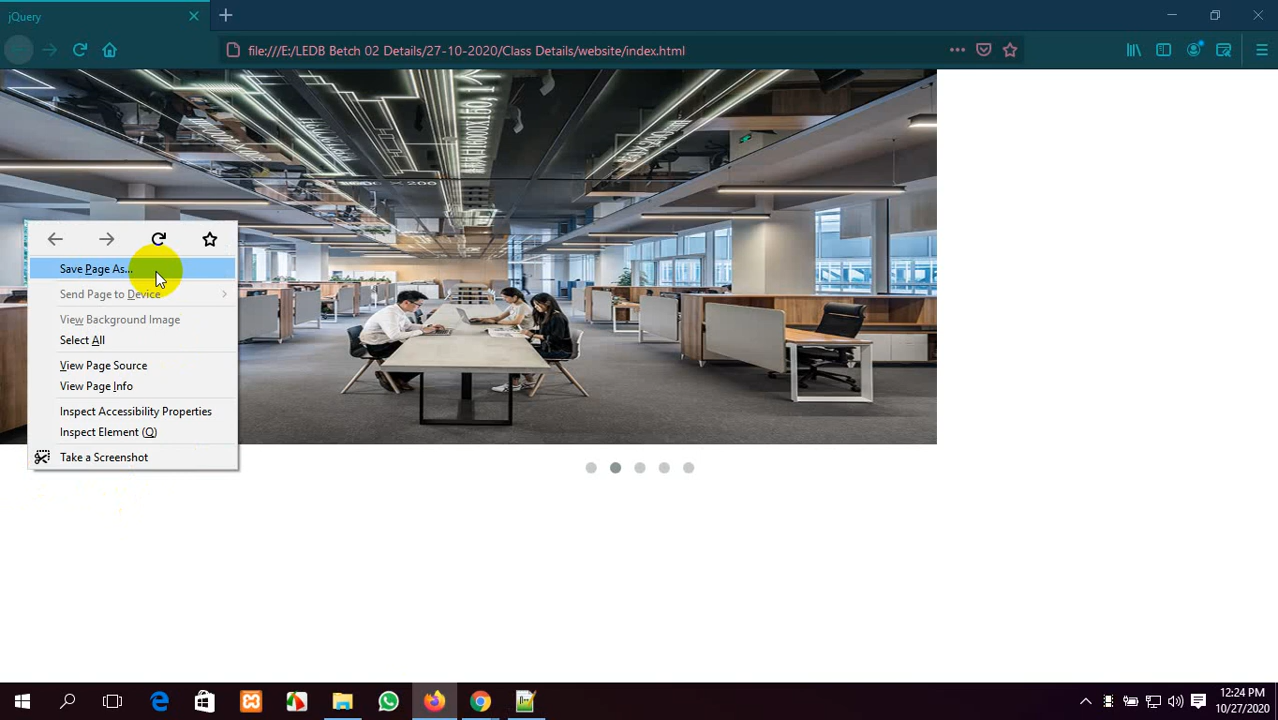 jQuery
file:///E:/LEDB Betch 02 Details/27-10-2020/Class Details/website/index.html
Save Page As...
Send Page to Device
View Background Image
Select All
View Page Source
View Page Info
Inspect Accessibility Properties
Inspect Element (Q)
Take a Screenshot
12:24 PM
10/27/2020